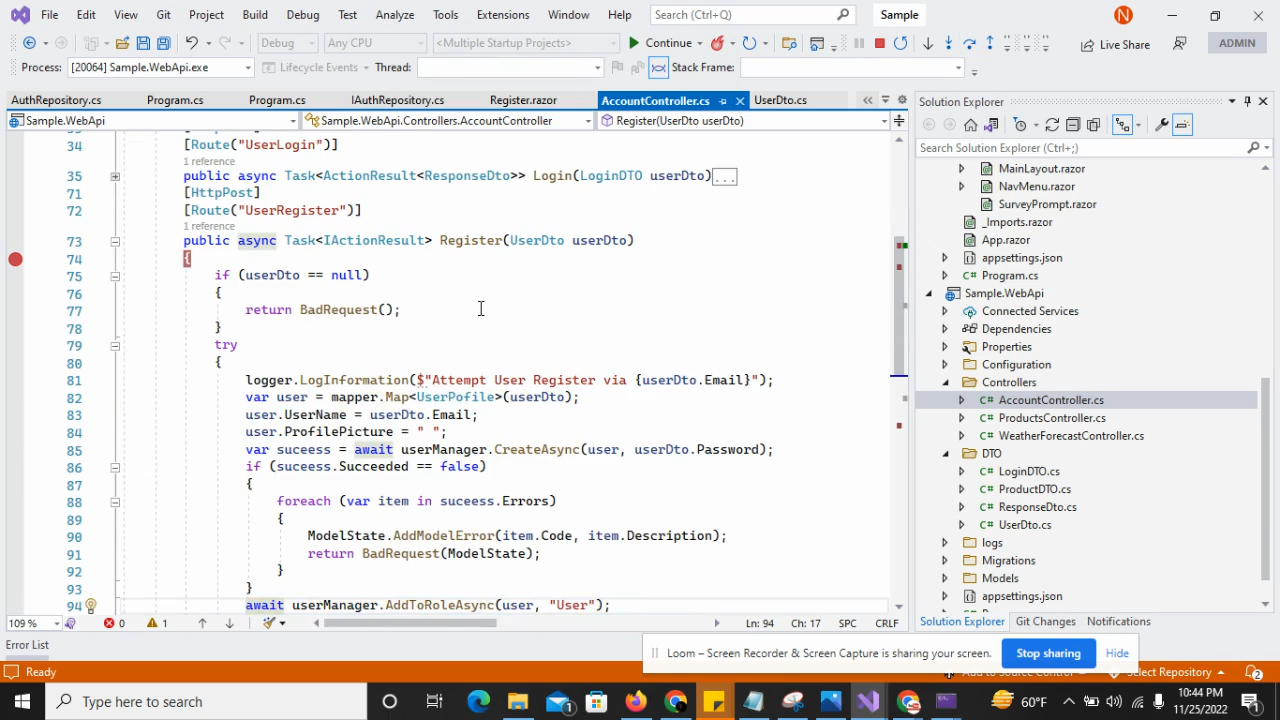 File Edit View Git Project Build Debug Test Analyze Tools Extensions Window Help Search (Ctrl+Q) Sample N
Debug Any CPU <Multiple Startup Projects> Continue Live Share ADMIN
Process: [20064] Sample.WebApi.exe Lifecycle Events Thread: Stack Frame:
AuthRepository.cs Program.cs Program.cs IAuthRepository.cs Register.razor AccountController.cs UserDto.cs
Sample.WebApi Sample.WebApi.Controllers.AccountController Register(UserDto userDto)
34 [Route("UserLogin")]
1 reference
35 public async Task<ActionResult<ResponseDto>> Login(LoginDTO userDto)...
71 [HttpPost]
72 [Route("UserRegister")]
1 reference
73 public async Task<IActionResult> Register(UserDto userDto)
74 {
75 if (userDto == null)
76 {
77 return BadRequest();
78 }
79 try
80 {
81 logger.LogInformation($"Attempt User Register via {userDto.Email}");
82 var user = mapper.Map<UserPofile>(userDto);
83 user.UserName = userDto.Email;
84 user.ProfilePicture = " ";
85 var suceess = await userManager.CreateAsync(user, userDto.Password);
86 if (suceess.Succeeded == false)
87 {
88 foreach (var item in suceess.Errors)
89 {
90 ModelState.AddModelError(item.Code, item.Description);
91 return BadRequest(ModelState);
92 }
93 }
94 await userManager.AddToRoleAsync(user, "User");
109 % 0 1 Ln: 94 Ch: 17 SPC CRLF
Error List
Ready
Solution Explorer
Search Solution Explorer (Ctrl+;)
MainLayout.razor
NavMenu.razor
SurveyPrompt.razor
_Imports.razor
App.razor
appsettings.json
Program.cs
Sample.WebApi
Connected Services
Dependencies
Properties
Configuration
Controllers
AccountController.cs
ProductsController.cs
WeatherForecastController.cs
DTO
LoginDTO.cs
ProductDTO.cs
ResponseDto.cs
UserDto.cs
logs
Migrations
Models
appsettings.json
Solution Explorer Git Changes Notifications
Loom – Screen Recorder & Screen Capture is sharing your screen. Stop sharing Hide
Add to Source Control Select Repository 2
Type here to search
1
60°F
10:44 PM
11/25/2022
1